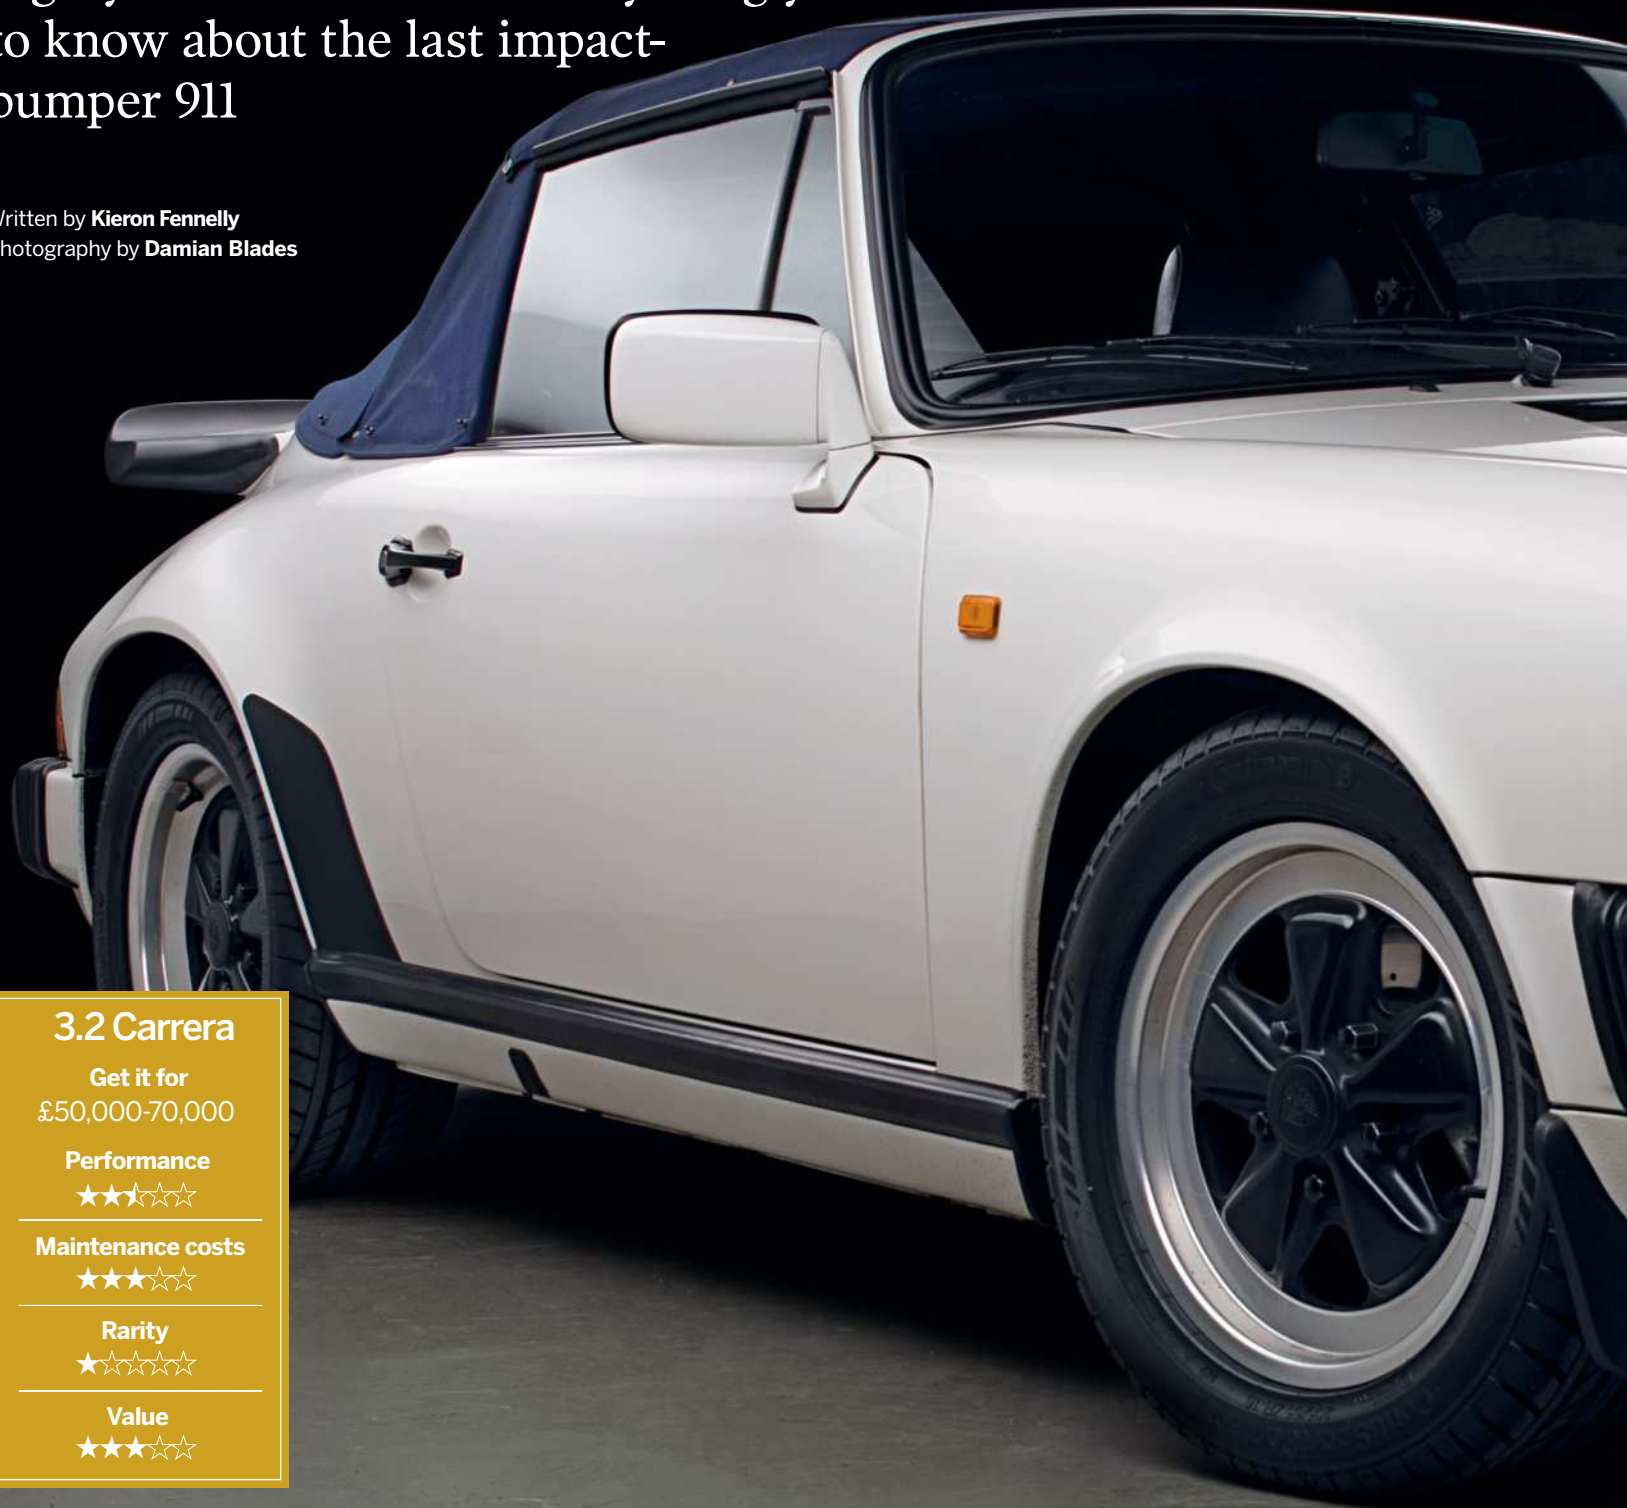 to know about the last impact-
bumper 911
Written by Kieron Fennelly
Photography by Damian Blades
3.2 Carrera
Get it for
£50,000-70,000
Performance
Maintenance costs
Rarity
Value